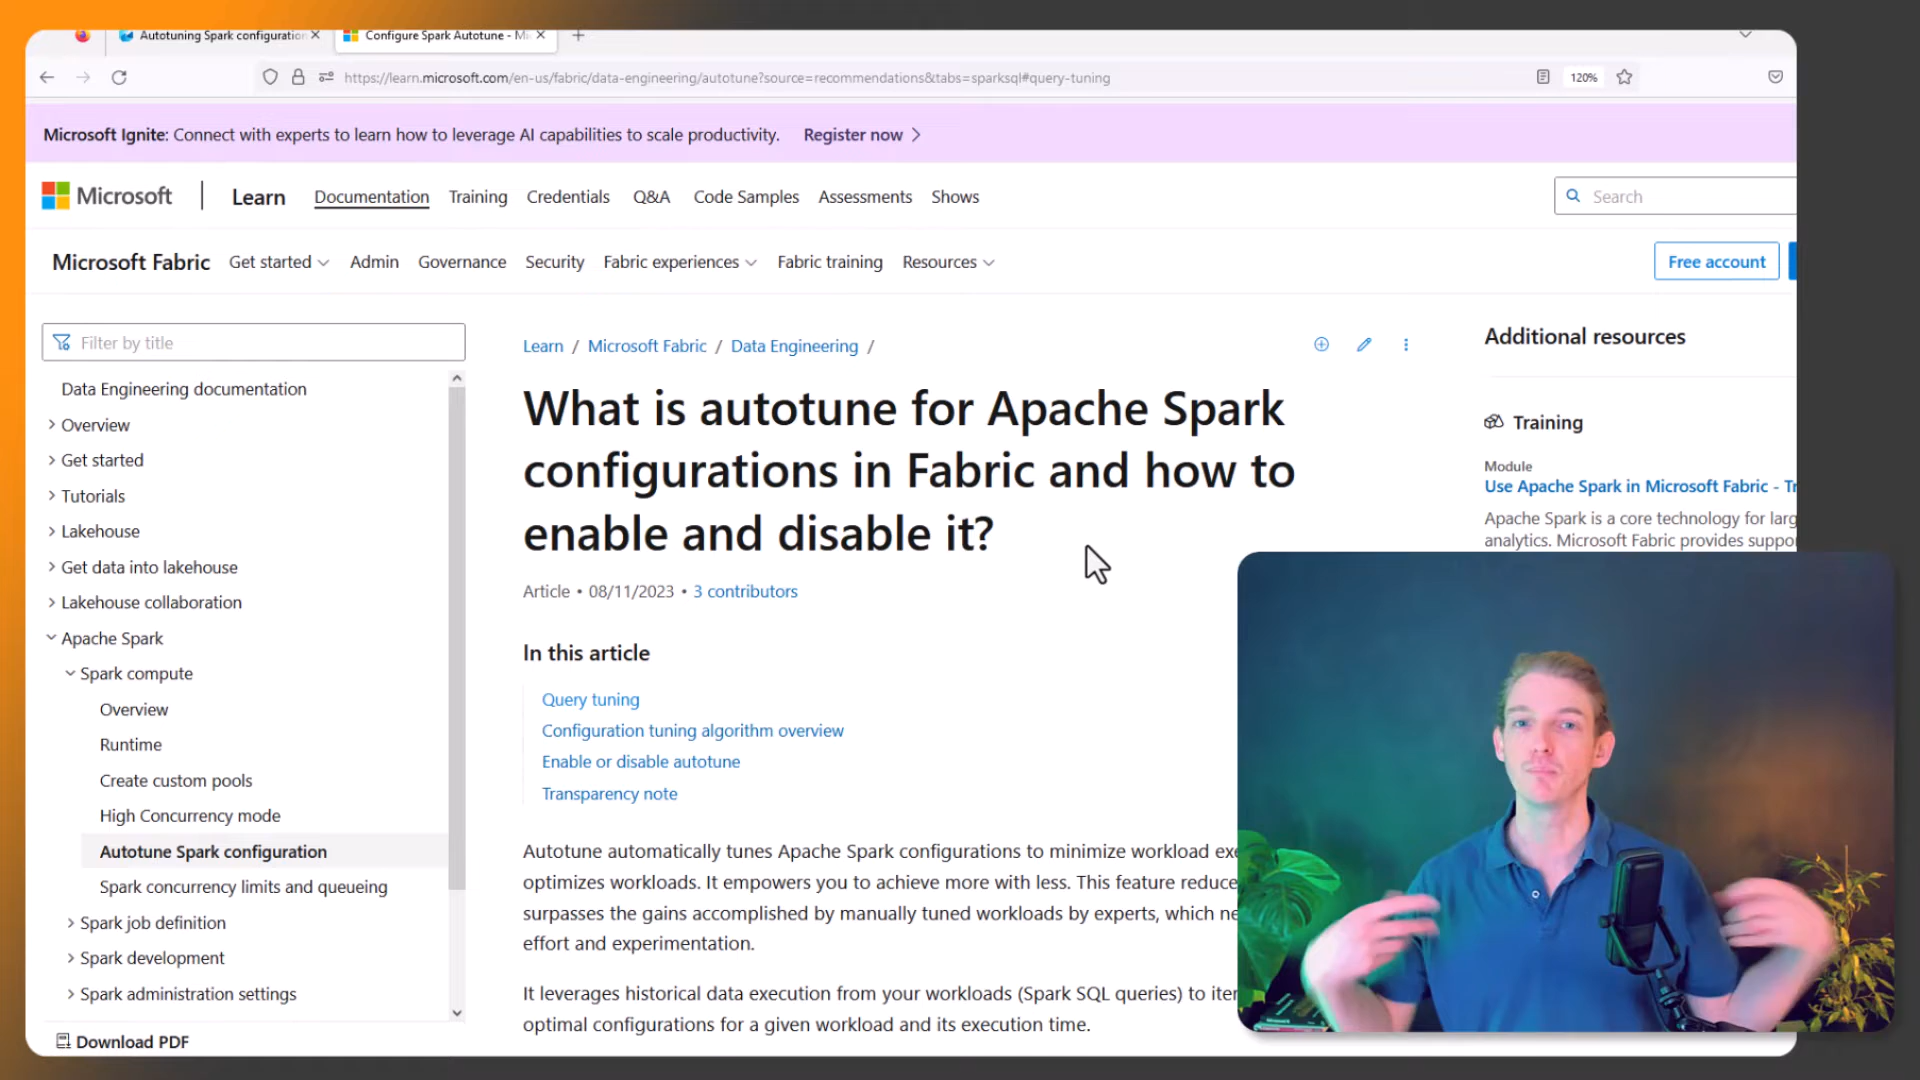 Autotuning Spark configuration
Configure Spark Autotune - Mi
https://learn.microsoft.com/en-us/fabric/data-engineering/autotune?source=recommendations&tabs=sparksql#query-tuning
120%
Microsoft Ignite: Connect with experts to learn how to leverage AI capabilities to scale productivity. Register now
Microsoft
Learn Documentation Training Credentials Q&A Code Samples Assessments Shows
Search
Microsoft Fabric Get started Admin Governance Security Fabric experiences Fabric training Resources
Free account
Filter by title
Data Engineering documentation
Overview
Get started
Tutorials
Lakehouse
Get data into lakehouse
Lakehouse collaboration
Apache Spark
Spark compute
Overview
Runtime
Create custom pools
High Concurrency mode
Autotune Spark configuration
Spark concurrency limits and queueing
Spark job definition
Spark development
Spark administration settings
Download PDF
Learn / Microsoft Fabric / Data Engineering /
What is autotune for Apache Spark
configurations in Fabric and how to
enable and disable it?
Article • 08/11/2023 • 3 contributors
In this article
Query tuning
Configuration tuning algorithm overview
Enable or disable autotune
Transparency note
Autotune automatically tunes Apache Spark configurations to minimize workload exe
optimizes workloads. It empowers you to achieve more with less. This feature reduce
surpasses the gains accomplished by manually tuned workloads by experts, which ne
effort and experimentation.
It leverages historical data execution from your workloads (Spark SQL queries) to iter
optimal configurations for a given workload and its execution time.
Additional resources
Training
Module
Use Apache Spark in Microsoft Fabric - Tr
Apache Spark is a core technology for larg
analytics. Microsoft Fabric provides suppo